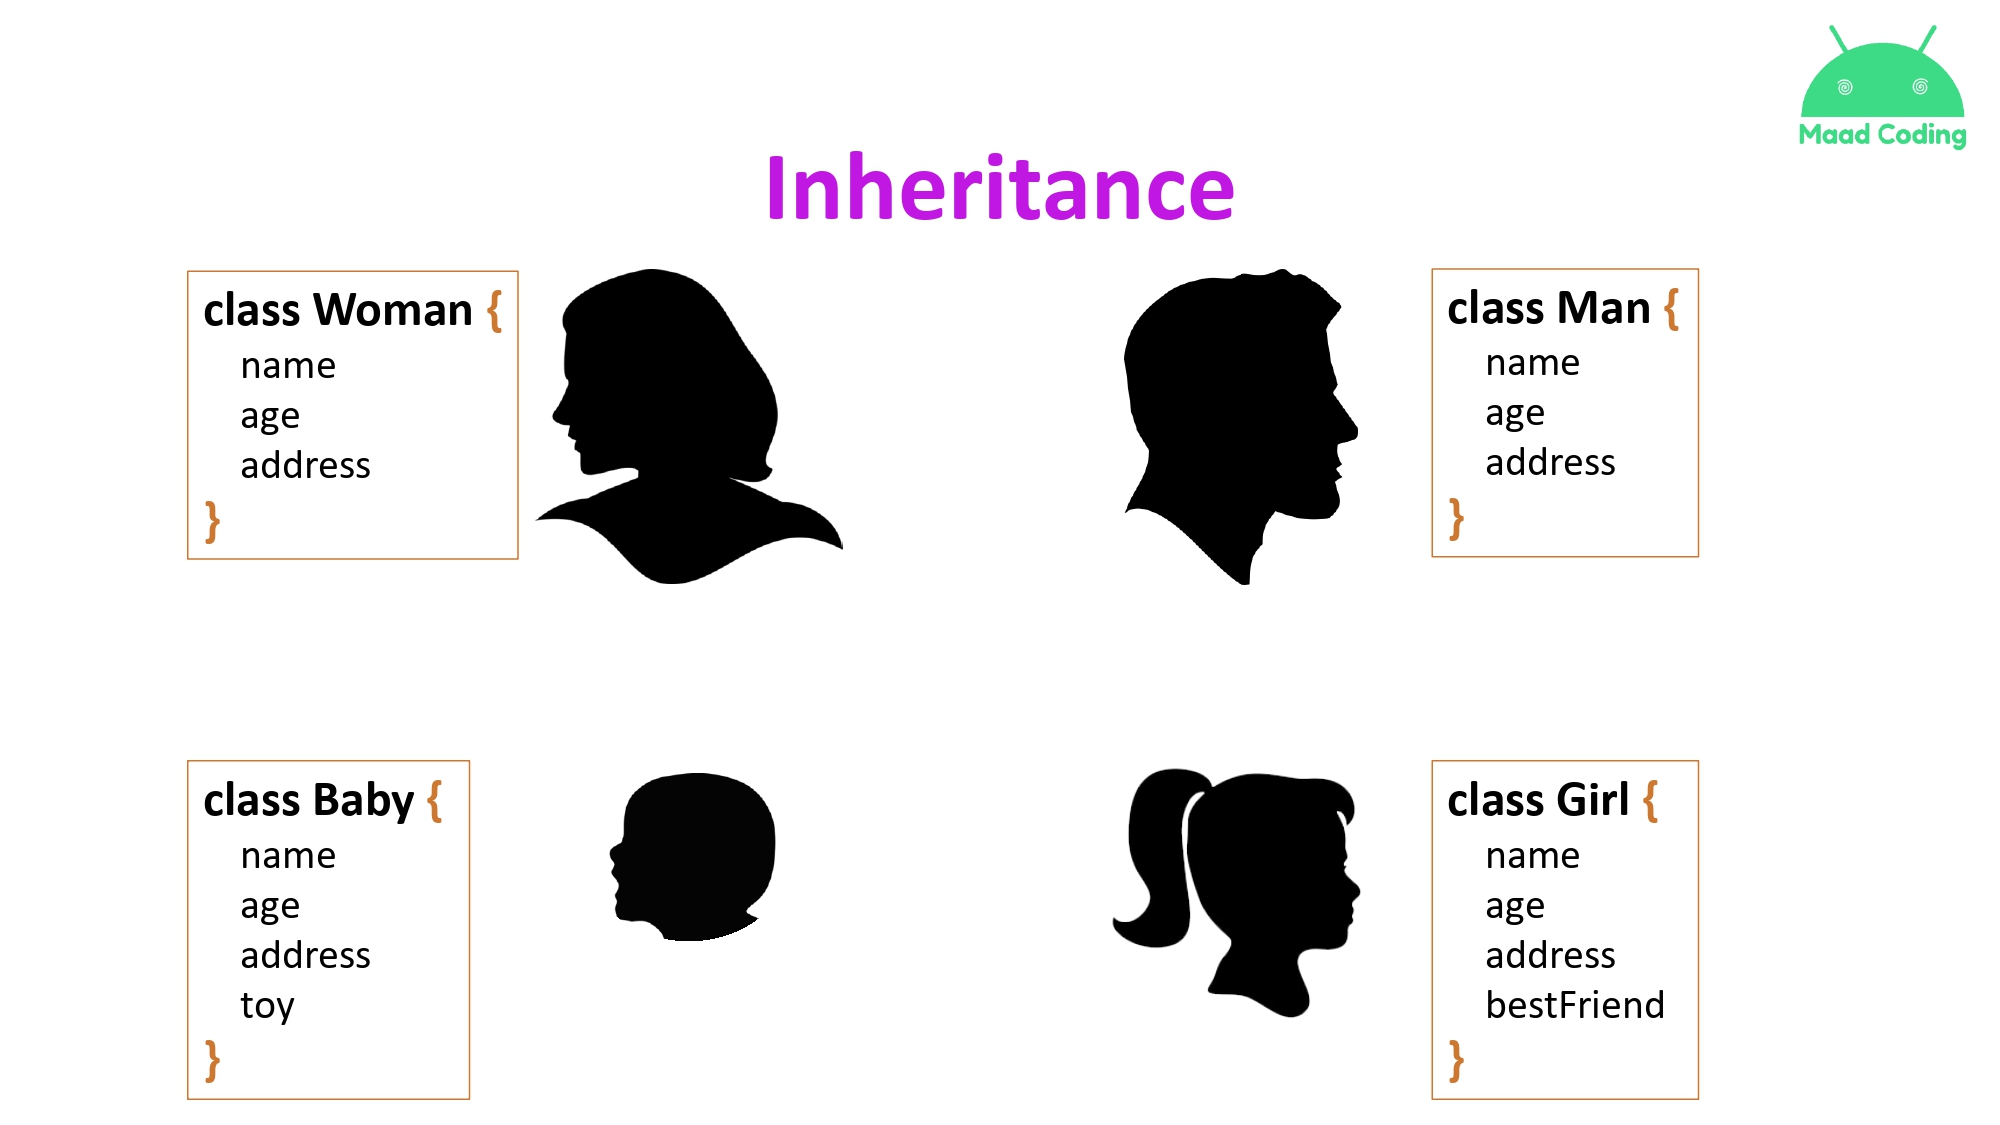 Maad Coding
Inheritance
class Woman {
name
age
address
}
class Man {
name
age
address
}
class Baby {
name
age
address
toy
}
class Girl {
name
age
address
bestFriend
}